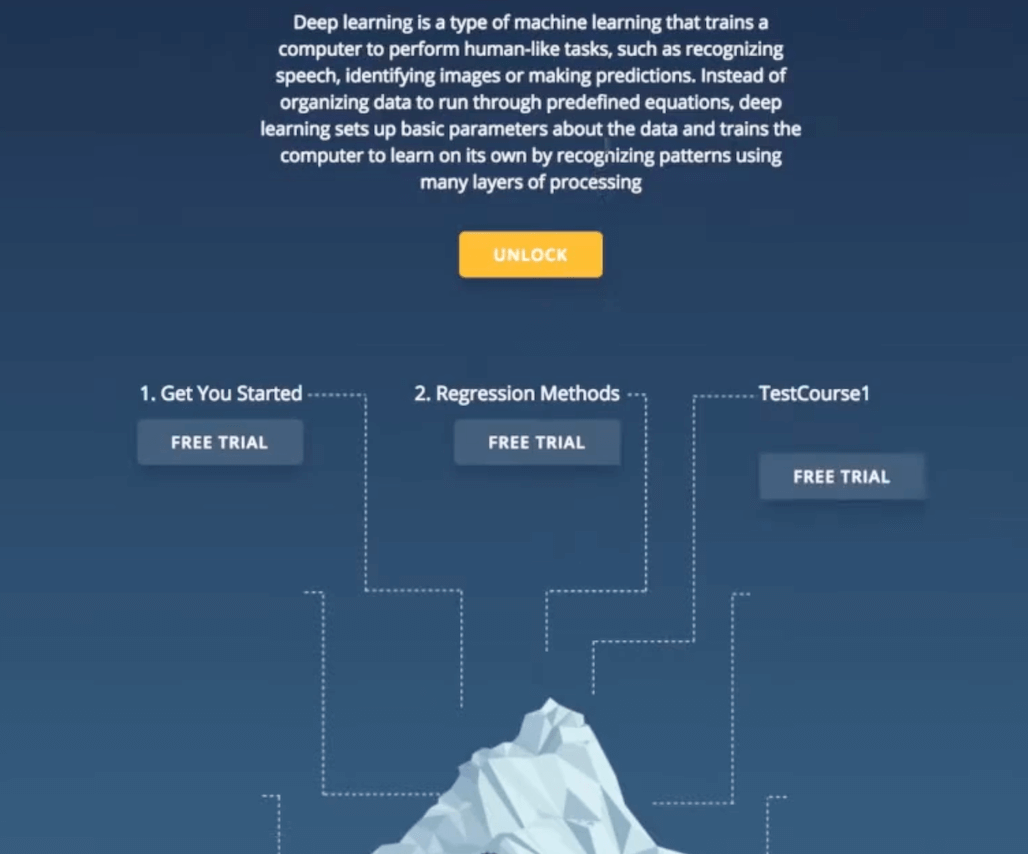 Deep learning is a type of machine learning that trains a
computer to perform human-like tasks, such as recognizing
speech, identifying images or making predictions. Instead of
organizing data to run through predefined equations, deep
learning sets up basic parameters about the data and trains the
computer to learn on its own by recognizing patterns using
many layers of processing
UNLOCK
1. Get You Started
FREE TRIAL
2. Regression Methods
FREE TRIAL
TestCourse1
FREE TRIAL